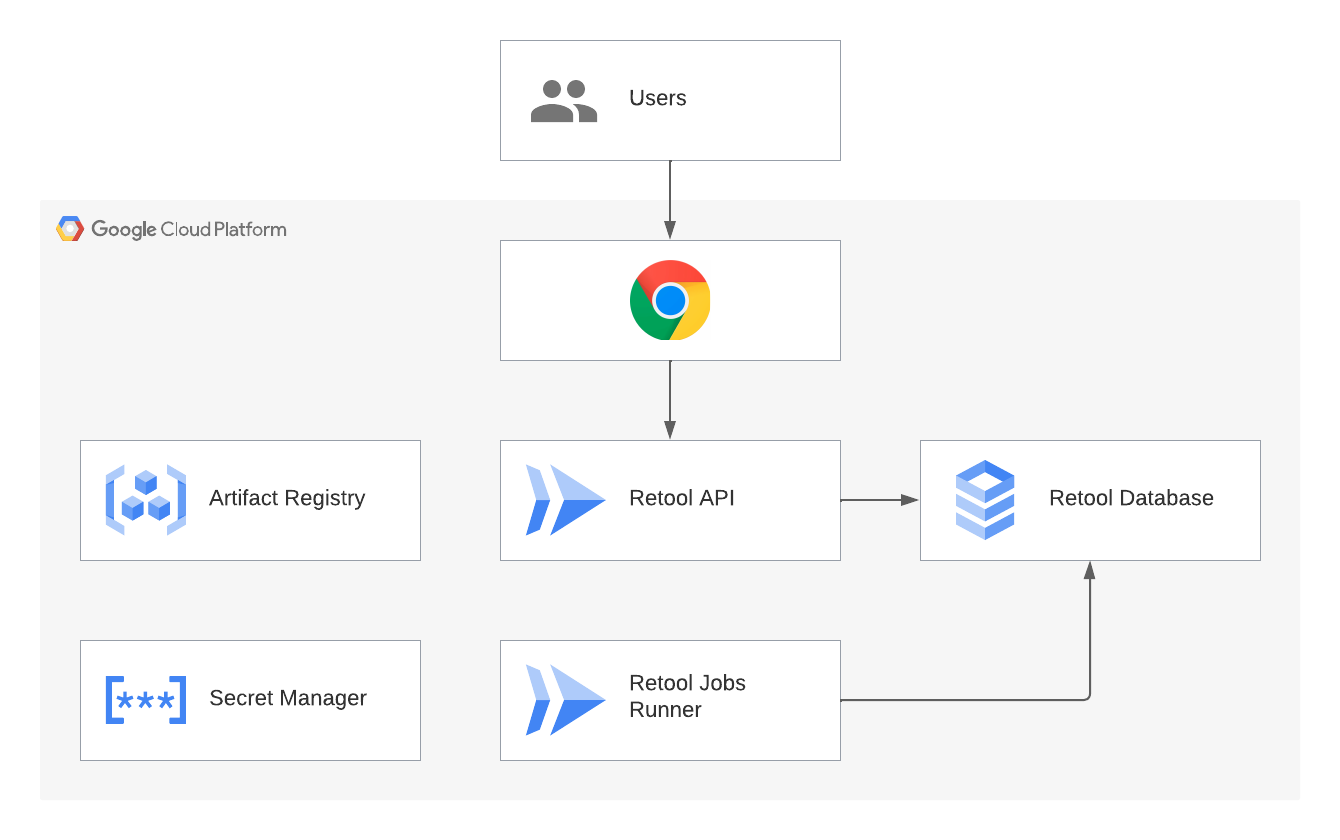 Users
Google Cloud Platform
Artifact Registry
Retool API
Retool Database
Secret Manager
Retool Jobs
Runner